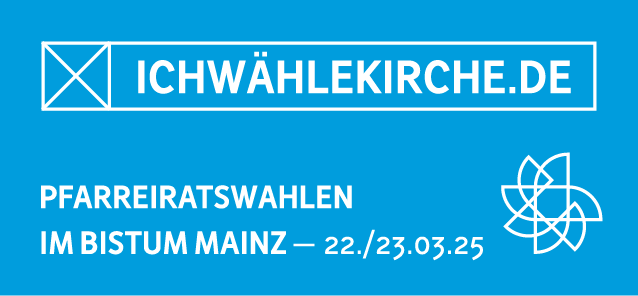 ICHWÄHLEKIRCHE.DE
PFARREIRATSWAHLEN
IM BISTUM MAINZ — 22./23.03.25